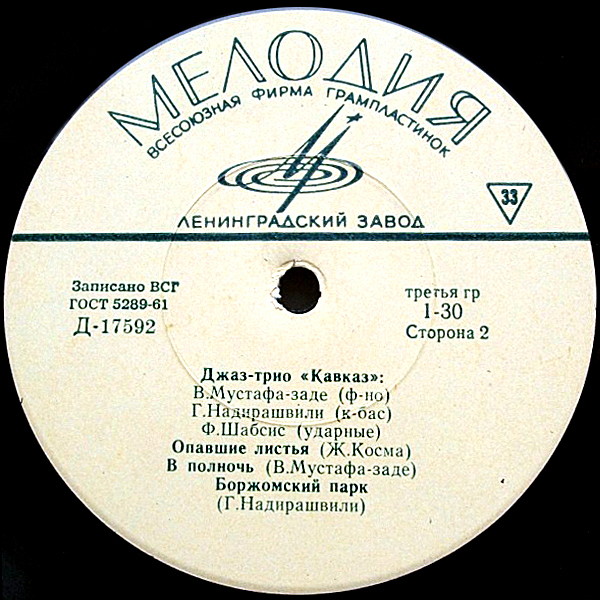 МЕЛОДИЯ
ВСЕСОЮЗНАЯ ФИРМА ГРАМПЛАСТИНОК
ЛЕНИНГРАДСКИЙ ЗАВОД
33
Записано ВСГ
ГОСТ 5289-61
Д-17592
третья гр
1-30
Сторона 2
Джаз-трио «Кавказ»:
В.Мустафа-заде (ф-но)
Г.Надирашвили (к-бас)
Ф.Шабсис (ударные)
Опавшие листья (Ж.Косма)
В полночь (В.Мустафа-заде)
Боржомский парк
(Г.Надирашвили)